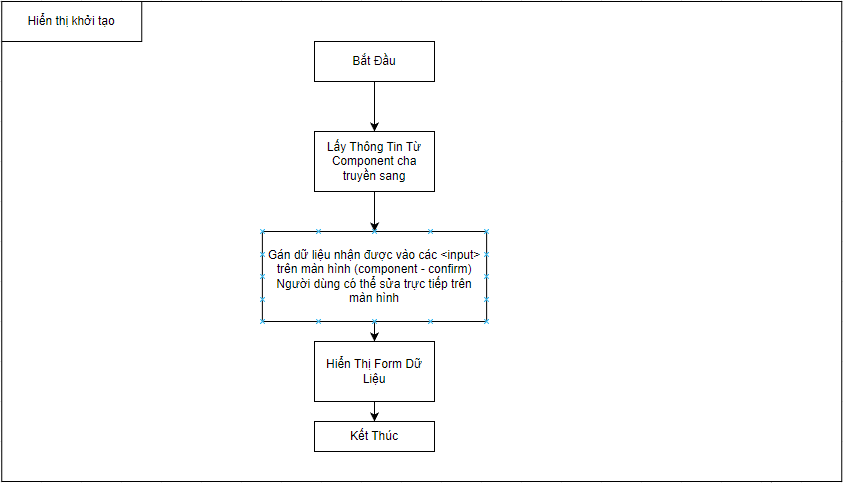 Hiển thị khởi tạo
Bắt Đầu
Lấy Thông Tin Từ
Component cha
truyền sang
Gán dữ liệu nhận được vào các <input>
trên màn hình (component - confirm)
Người dùng có thể sửa trực tiếp trên
màn hình
Hiển Thị Form Dữ
Liệu
Kết Thúc